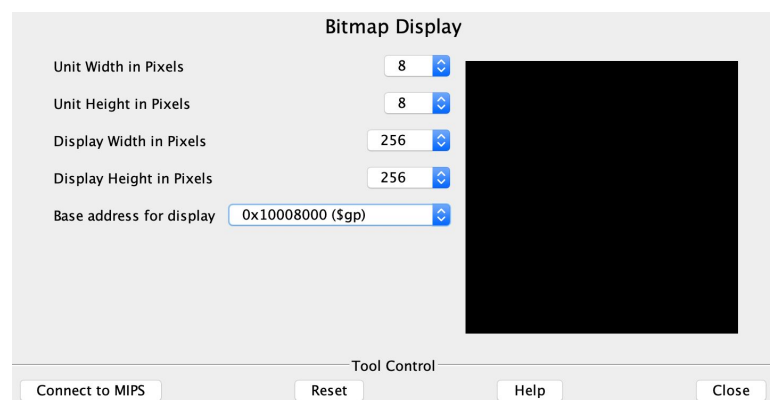 Bitmap Display
Unit Width in Pixels 8
Unit Height in Pixels 8
Display Width in Pixels 256
Display Height in Pixels 256
Base address for display 0x10008000 ($gp)
Tool Control
Connect to MIPS Reset Help Close